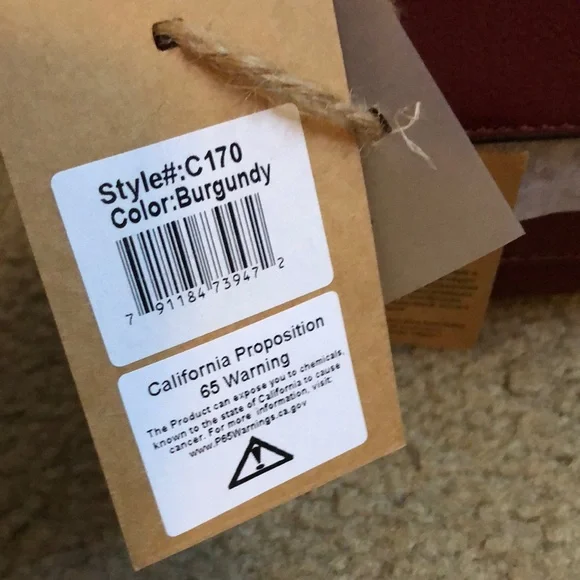 Style#:C170
Color:Burgundy
7 91184 73947 2
California Proposition
65 Warning
The Product can expose you to chemicals,
known to the state of California to cause
cancer. For more information, visit:
www.P65Warnings.ca.gov